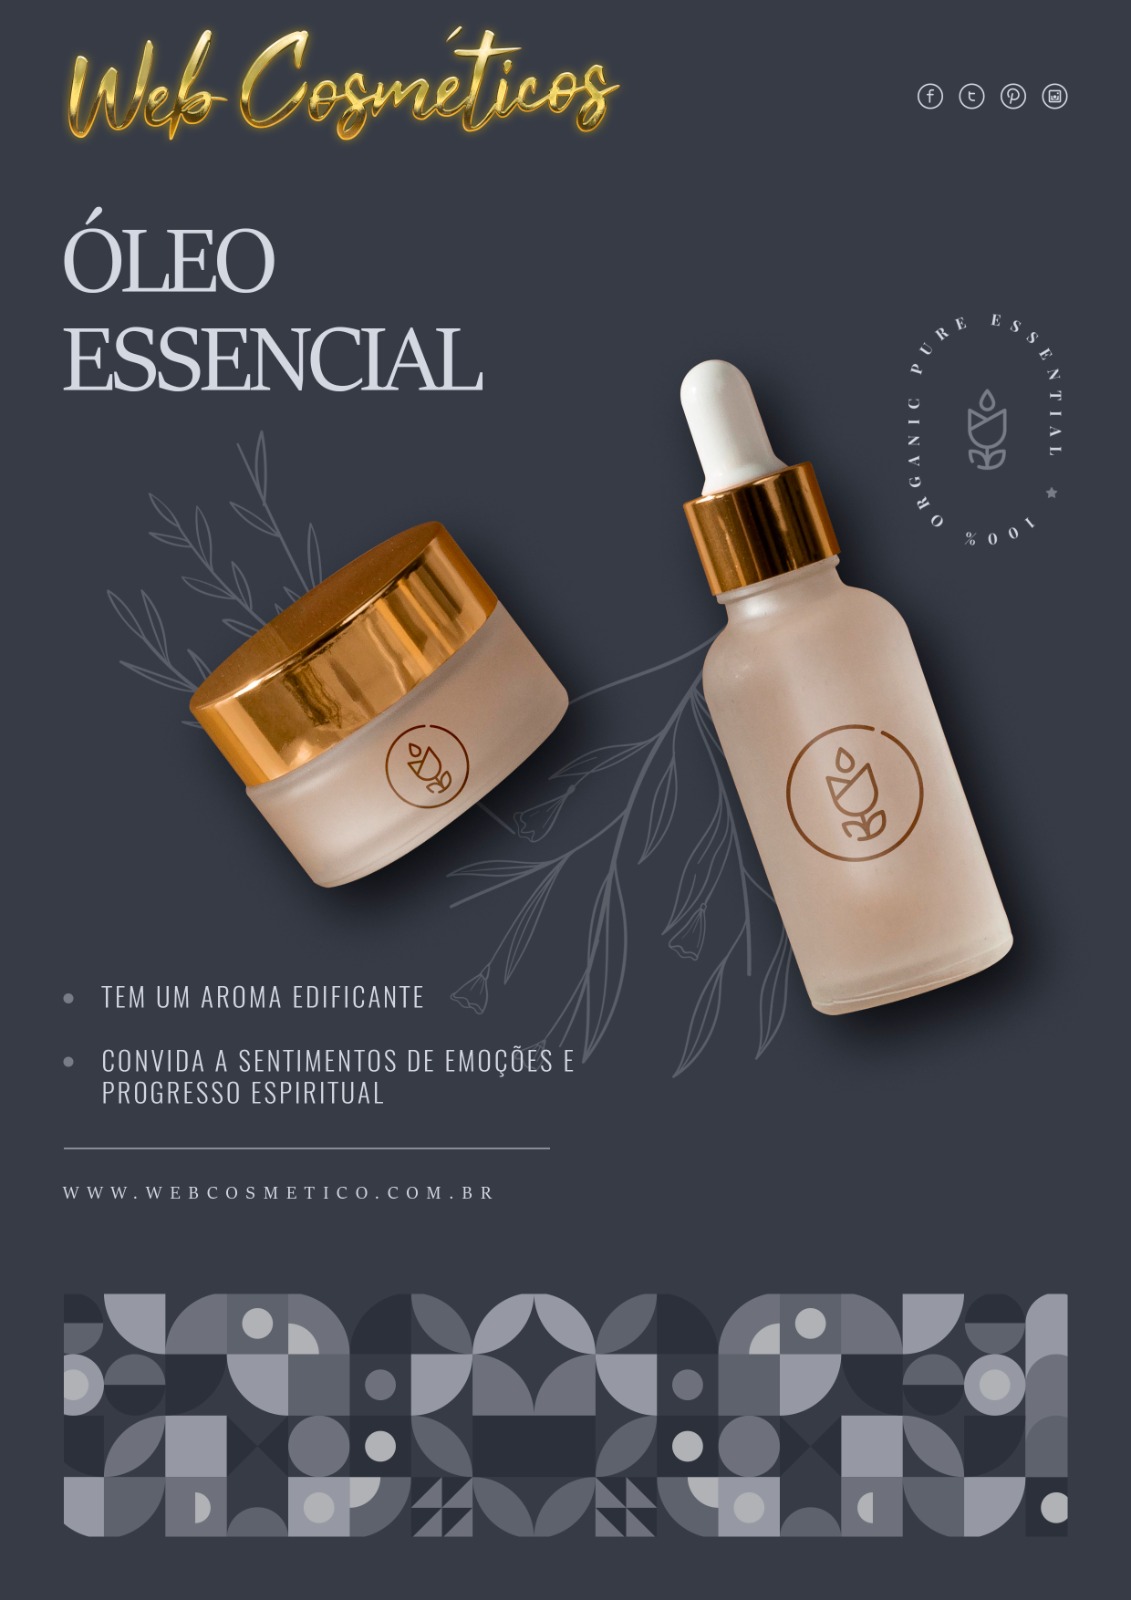 Web Cosméticos
ÓLEO
ESSENCIAL
100% ORGANIC PURE ESSENTIAL
TEM UM AROMA EDIFICANTE
CONVIDA A SENTIMENTOS DE EMOÇÕES E
PROGRESSO ESPIRITUAL
WWW.WEBCOSMETICO.COM.BR